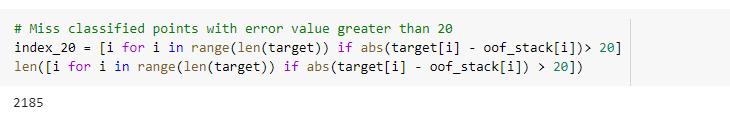 # Miss classified points with error value greater than 20
index_20 = [i for i in range(len(target)) if abs(target[i] - oof_stack[i])> 20]
len([i for i in range(len(target)) if abs(target[i] - oof_stack[i]) > 20])
2185